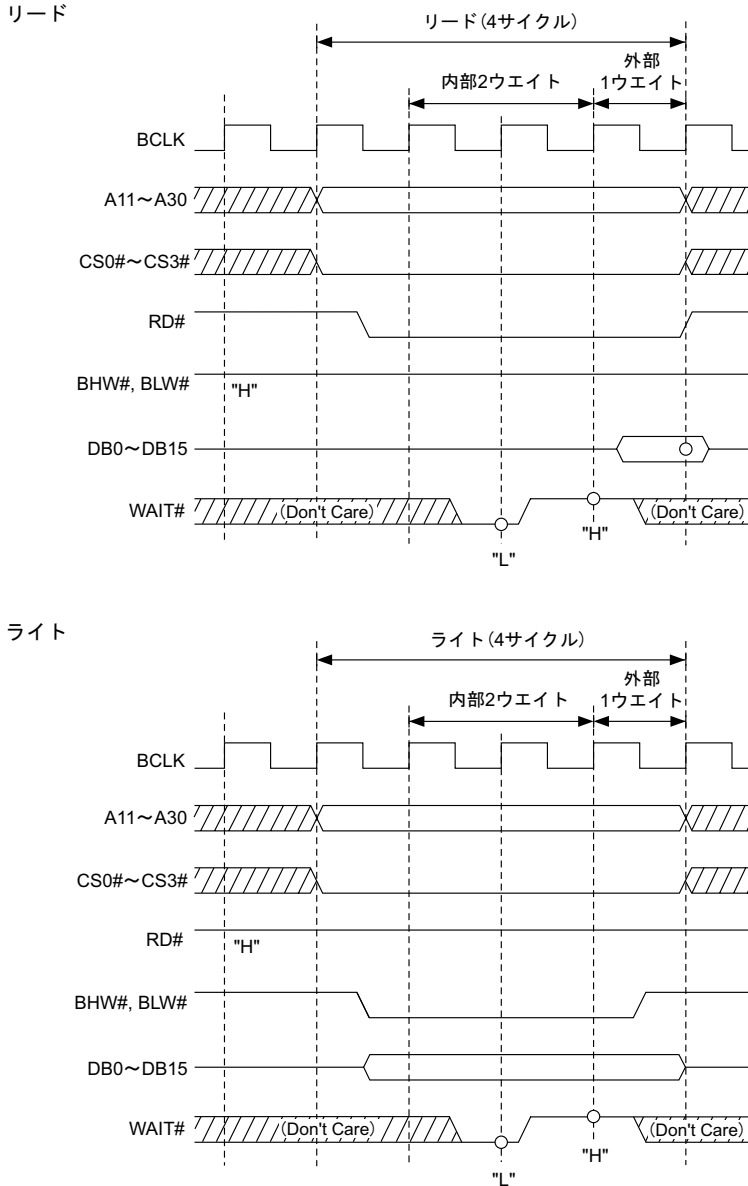 リード
リード(4サイクル)
内部2ウエイト
外部
1ウエイト
BCLK
A11～A30
CS0#～CS3#
RD#
BHW#, BLW#
"H"
DB0～DB15
WAIT#
(Don't Care)
(Don't Care)
"L"
"H"
ライト
ライト(4サイクル)
内部2ウエイト
外部
1ウエイト
BCLK
A11～A30
CS0#～CS3#
RD#
"H"
BHW#, BLW#
DB0～DB15
WAIT#
(Don't Care)
(Don't Care)
"L"
"H"